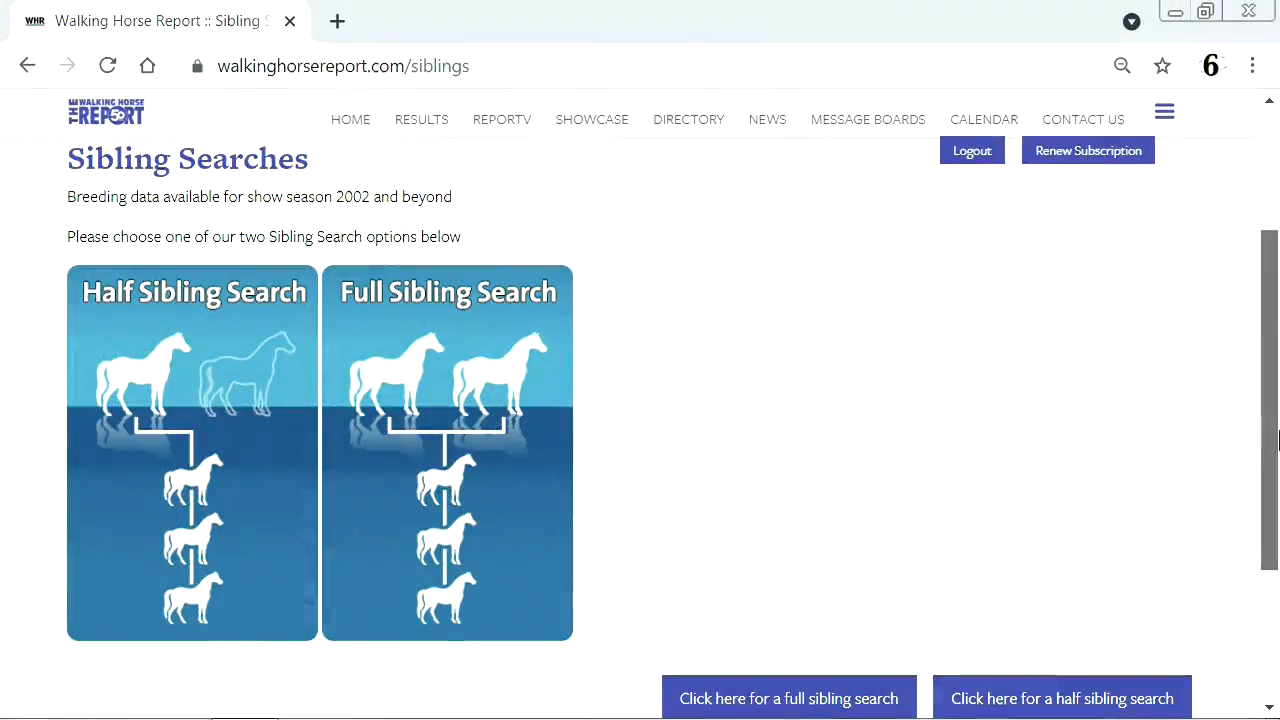 WHR Walking Horse Report :: Sibling S
walkinghorsereport.com/siblings
6
THE WALKING HORSE REPORT 50
HOME RESULTS REPORTV SHOWCASE DIRECTORY NEWS MESSAGE BOARDS CALENDAR CONTACT US
Sibling Searches
Logout Renew Subscription
Breeding data available for show season 2002 and beyond
Please choose one of our two Sibling Search options below
Half Sibling Search
Full Sibling Search
Click here for a full sibling search
Click here for a half sibling search